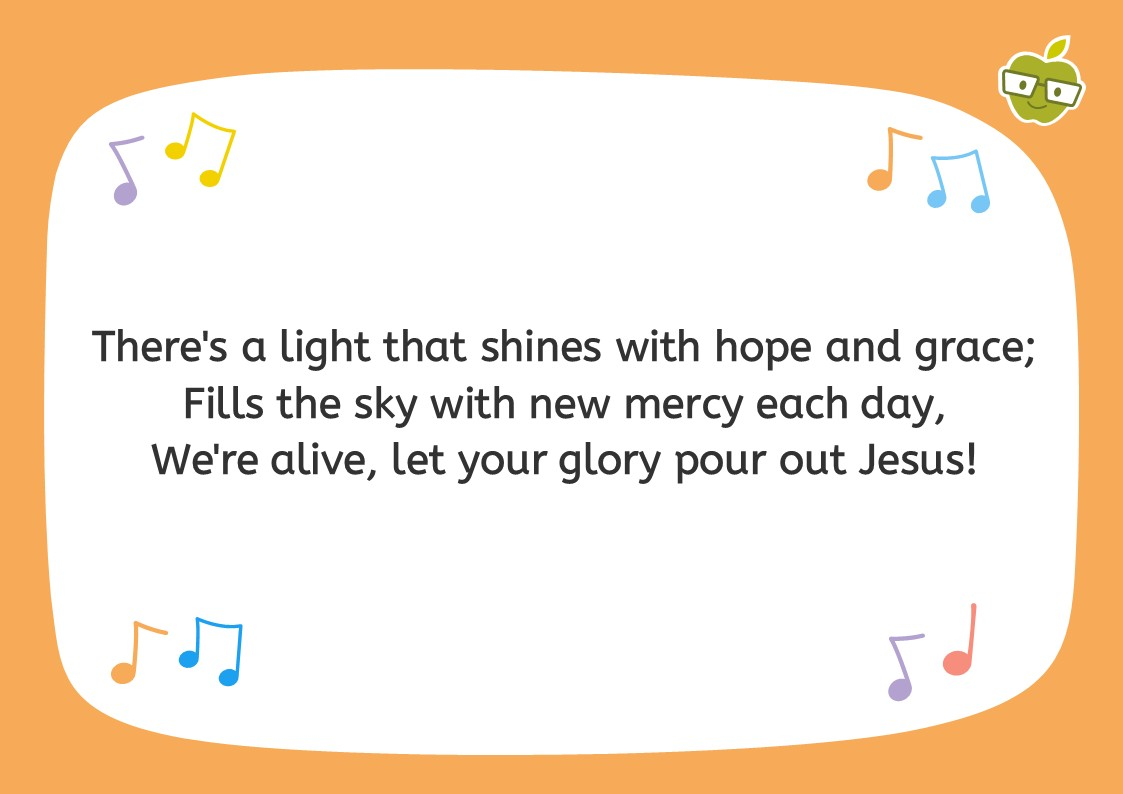 There's a light that shines with hope and grace;
Fills the sky with new mercy each day,
We're alive, let your glory pour out Jesus!